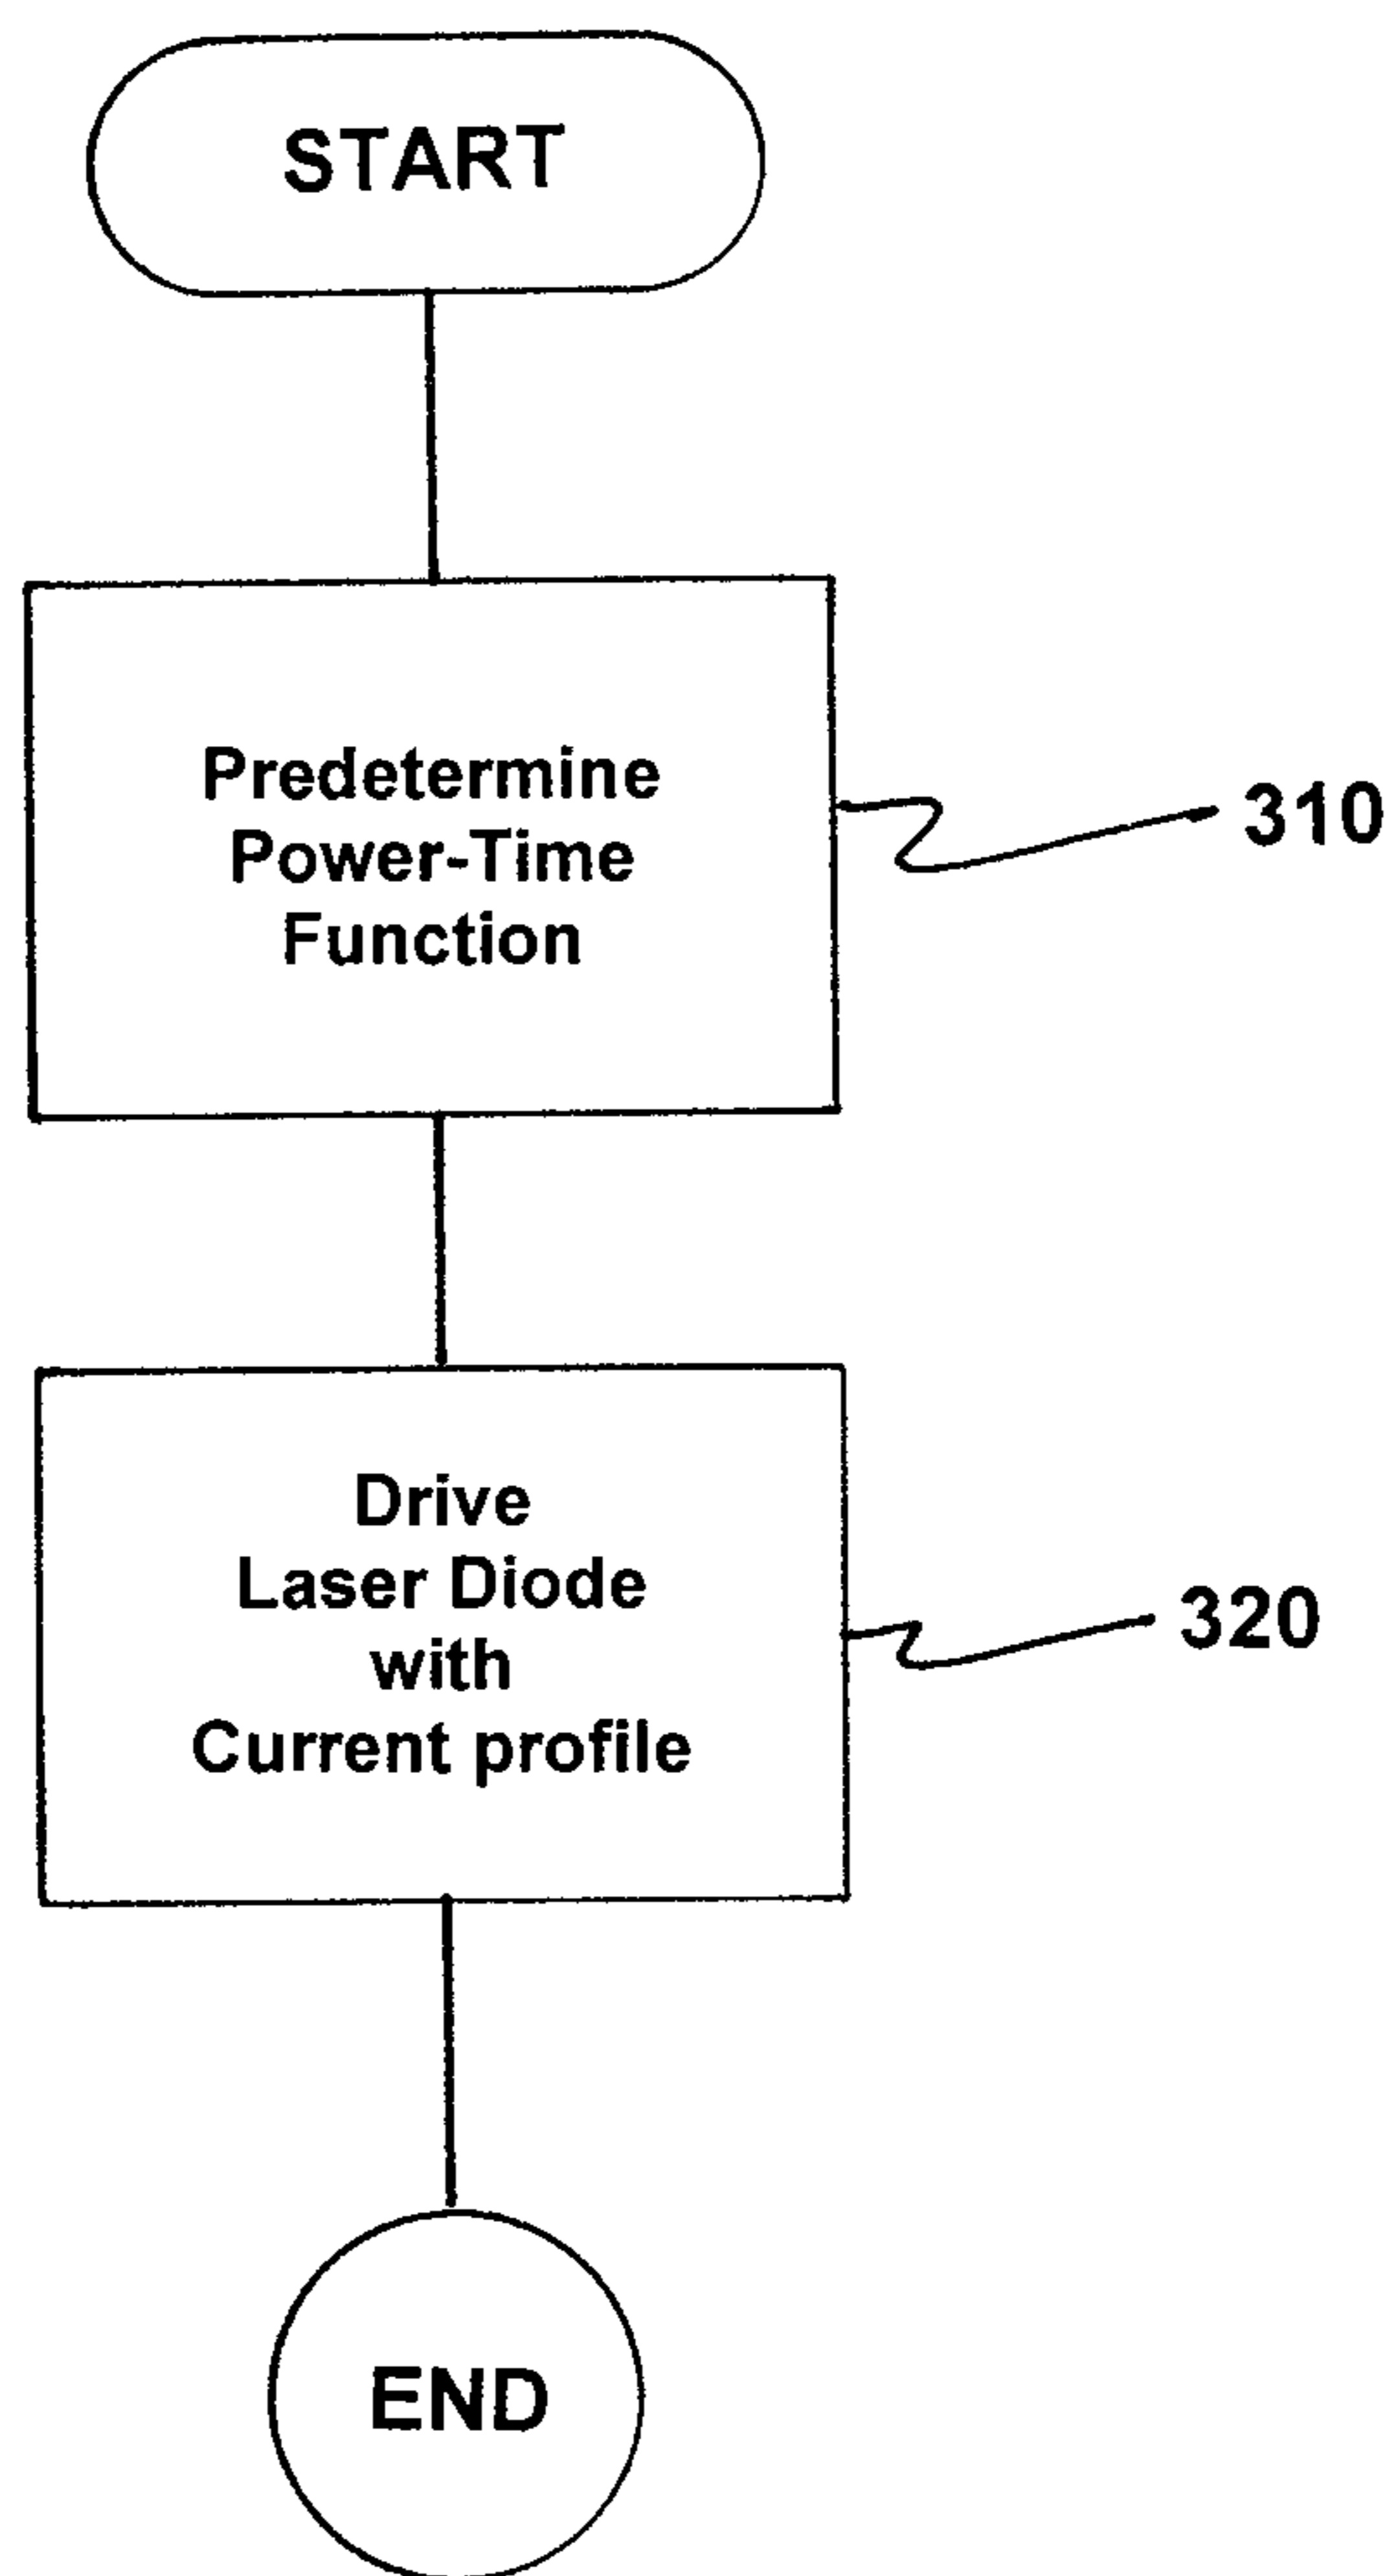 START
Predetermine
Power-Time
Function
310
Drive
Laser Diode
with
Current profile
320
END